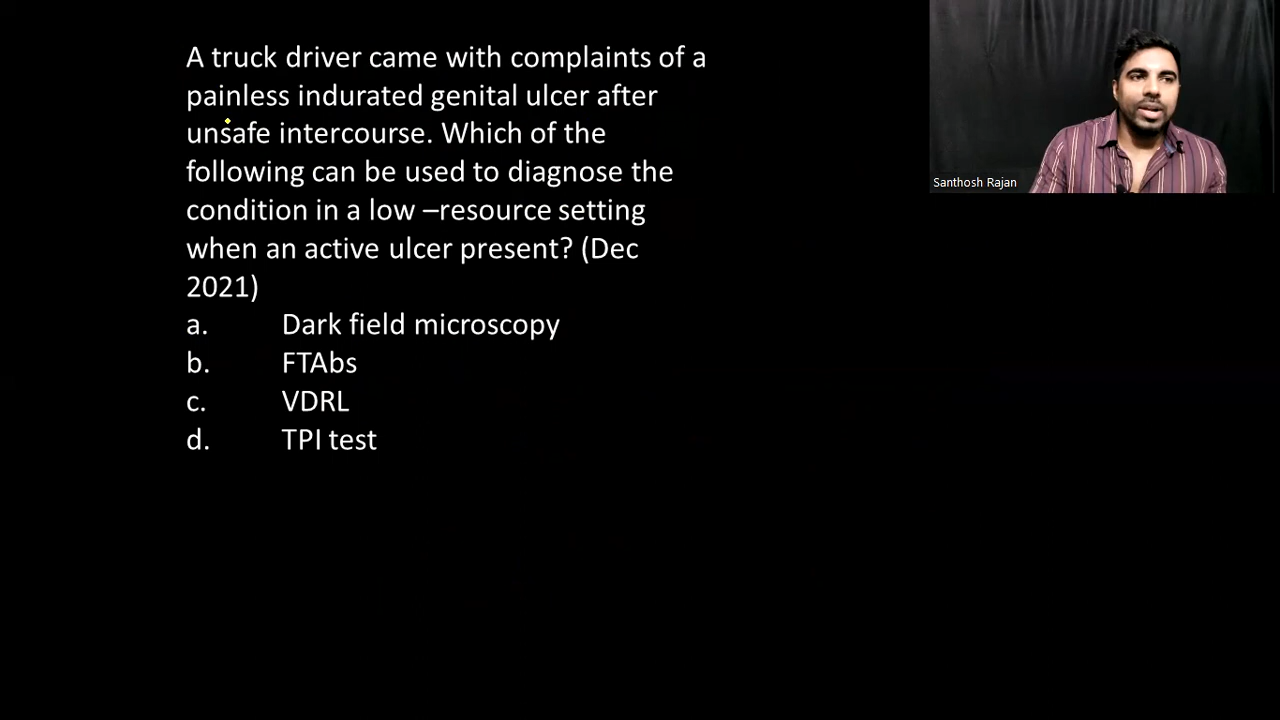 A truck driver came with complaints of a
painless indurated genital ulcer after
unsafe intercourse. Which of the
following can be used to diagnose the
condition in a low –resource setting
when an active ulcer present? (Dec
2021)
a. Dark field microscopy
b. FTAbs
c. VDRL
d. TPI test
Santhosh Rajan